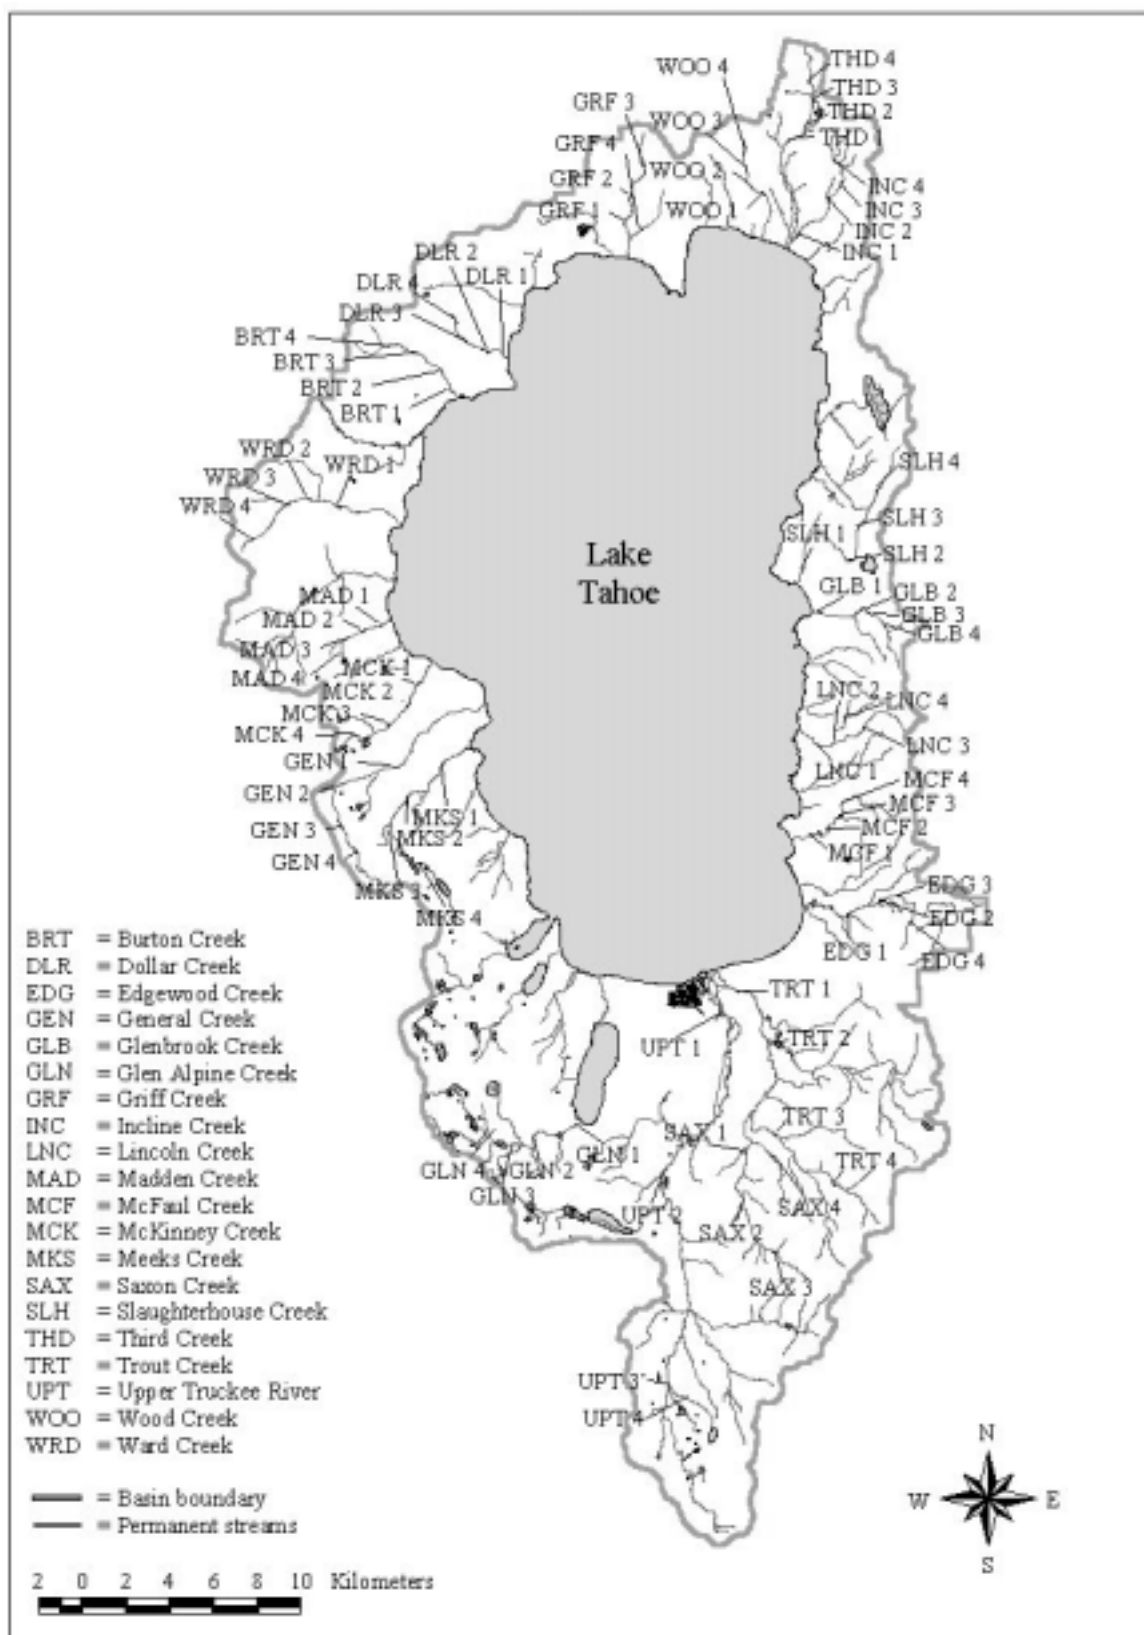 THD 4
WOO 4
THD 3
GRF 3
THD 2
WOO 3
THD 1
GRF 4
WOO 2
GRF 2
INC 4
GRF 1
WOO 1
INC 3
INC 2
INC 1
DLR 2
DLR 1
DLR 4
DLR 3
BRT 4
BRT 3
BRT 2
BRT 1
WRD 2
WRD 1
WRD 3
WRD 4
SLH 4
SLH 3
SLH 1
SLH 2
Lake
Tahoe
GLB 1
GLB 2
GLB 3
GLB 4
MAD 1
MAD 2
MAD 3
MAD 4
MCK 1
MCK 2
MCK 3
MCK 4
LNC 2
LNC 4
LNC 3
LNC 1
GEN 1
GEN 2
GEN 3
GEN 4
MCF 4
MCF 3
MCF 2
MCF 1
MKS 1
MKS 2
MKS 3
MKS 4
EDG 3
EDG 2
EDG 1
EDG 4
TRT 1
TRT 2
UPT 1
TRT 3
SAX 1
TRT 4
GLN 1
GLN 4
GLN 2
GLN 3
UPT 2
SAX 4
SAX 2
SAX 3
UPT 3
UPT 4
BRT = Burton Creek
DLR = Dollar Creek
EDG = Edgewood Creek
GEN = General Creek
GLB = Glenbrook Creek
GLN = Glen Alpine Creek
GRF = Griff Creek
INC = Incline Creek
LNC = Lincoln Creek
MAD = Madden Creek
MCF = McFaul Creek
MCK = McKinney Creek
MKS = Meeks Creek
SAX = Saxon Creek
SLH = Slaughterhouse Creek
THD = Third Creek
TRT = Trout Creek
UPT = Upper Truckee River
WOO = Wood Creek
WRD = Ward Creek
= Basin boundary
= Permanent streams
2 0 2 4 6 8 10 Kilometers
N
W E
S